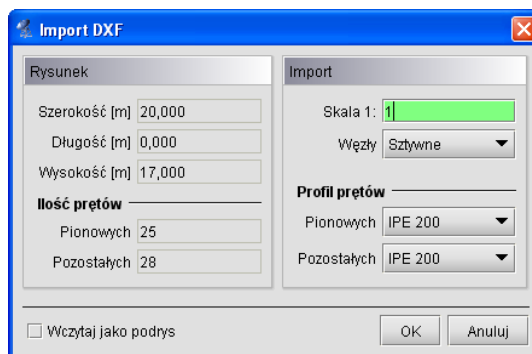 Import DXF
Rysunek
Szerokość [m] 20,000
Długość [m] 0,000
Wysokość [m] 17,000
Ilość prętów
Pionowych 25
Pozostałych 28
Import
Skala 1: 1
Węzły Sztywne
Profil prętów
Pionowych IPE 200
Pozostałych IPE 200
Wczytaj jako podrys
OK Anuluj